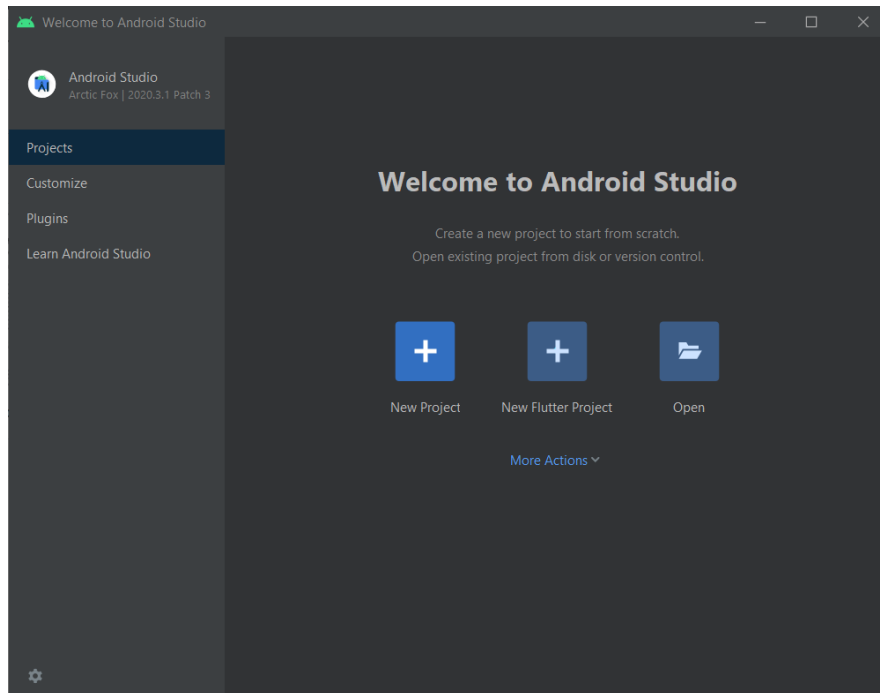 Welcome to Android Studio
Android Studio
Arctic Fox | 2020.3.1 Patch 3
Projects
Customize
Plugins
Learn Android Studio
Welcome to Android Studio
Create a new project to start from scratch.
Open existing project from disk or version control.
New Project
New Flutter Project
Open
More Actions